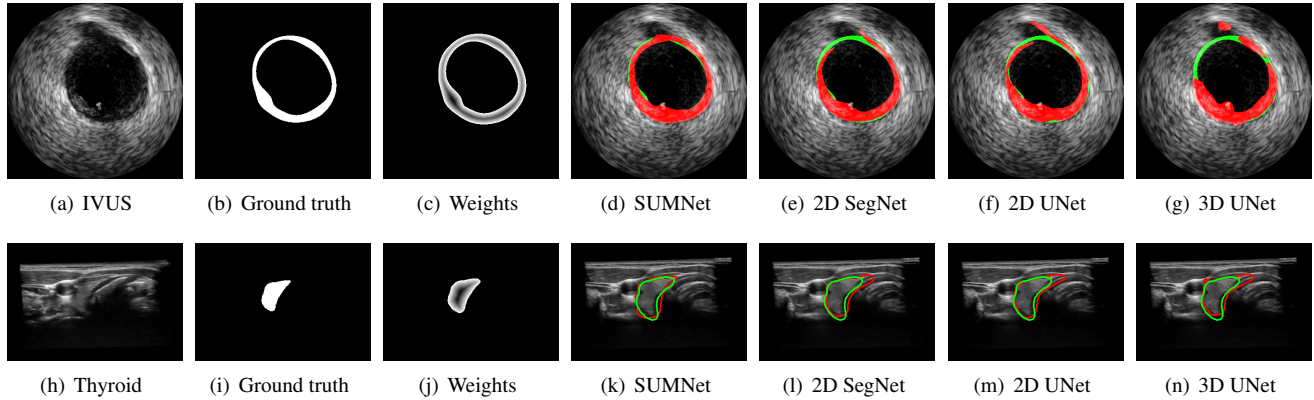 (a) IVUS (b) Ground truth (c) Weights (d) SUMNet (e) 2D SegNet (f) 2D UNet (g) 3D UNet
(h) Thyroid (i) Ground truth (j) Weights (k) SUMNet (l) 2D SegNet (m) 2D UNet (n) 3D UNet